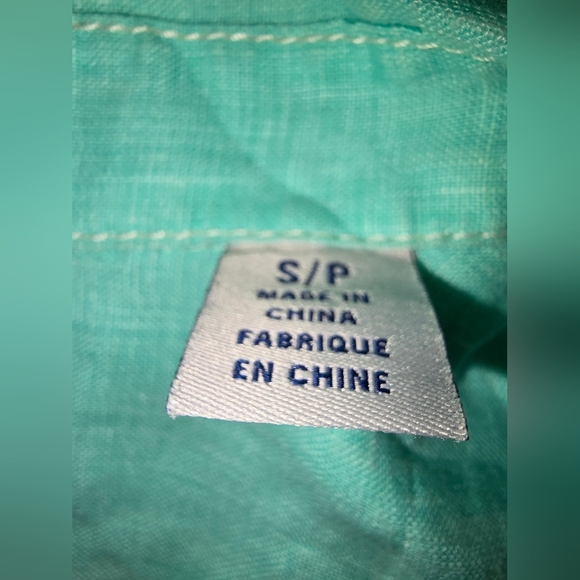 S/P
MADE IN
CHINA
FABRIQUE
EN CHINE